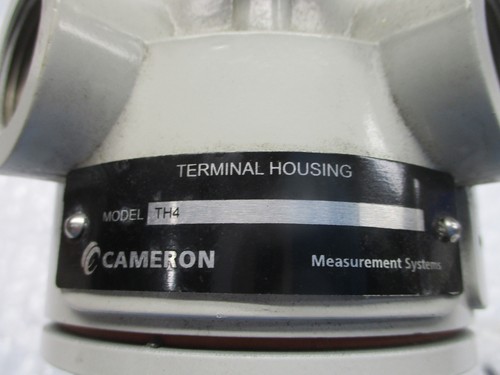 TERMINAL HOUSING
MODEL TH4
CAMERON Measurement Systems